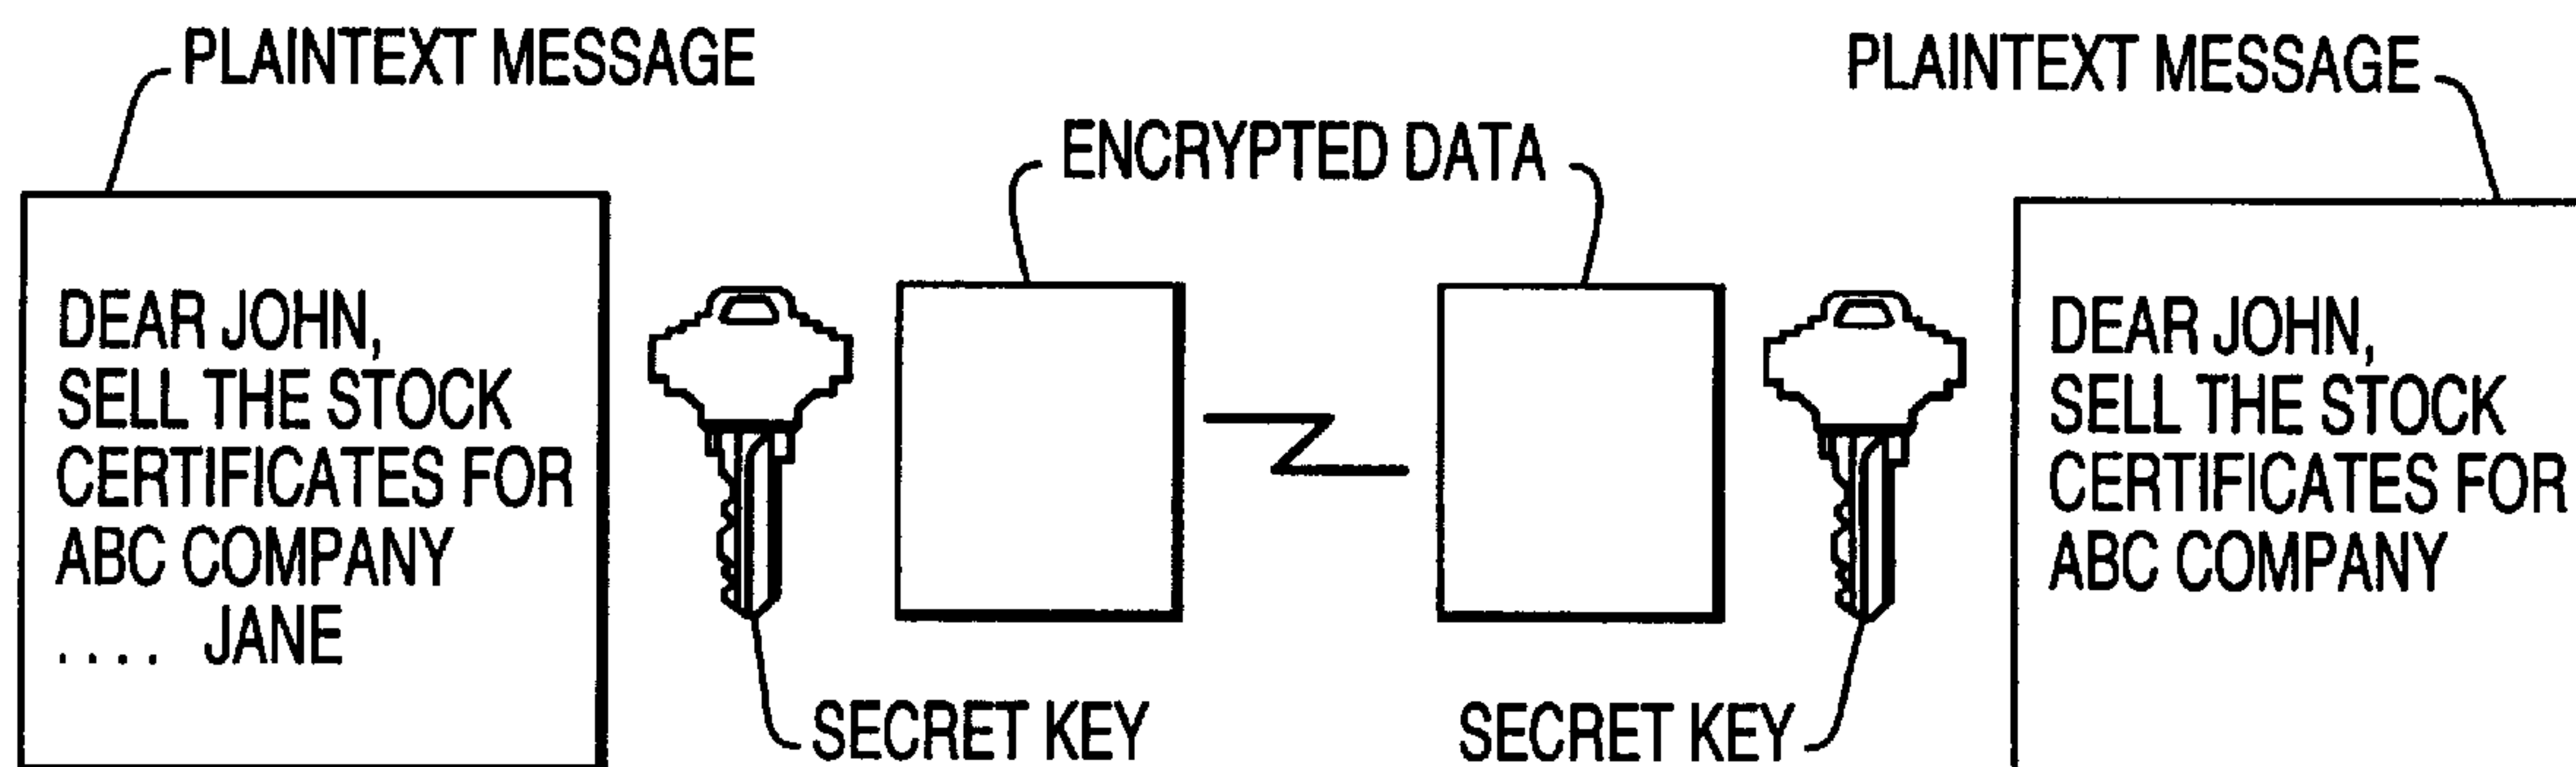 PLAINTEXT MESSAGE
PLAINTEXT MESSAGE
ENCRYPTED DATA
DEAR JOHN,
SELL THE STOCK
CERTIFICATES FOR
ABC COMPANY
.... JANE
DEAR JOHN,
SELL THE STOCK
CERTIFICATES FOR
ABC COMPANY
SECRET KEY
SECRET KEY